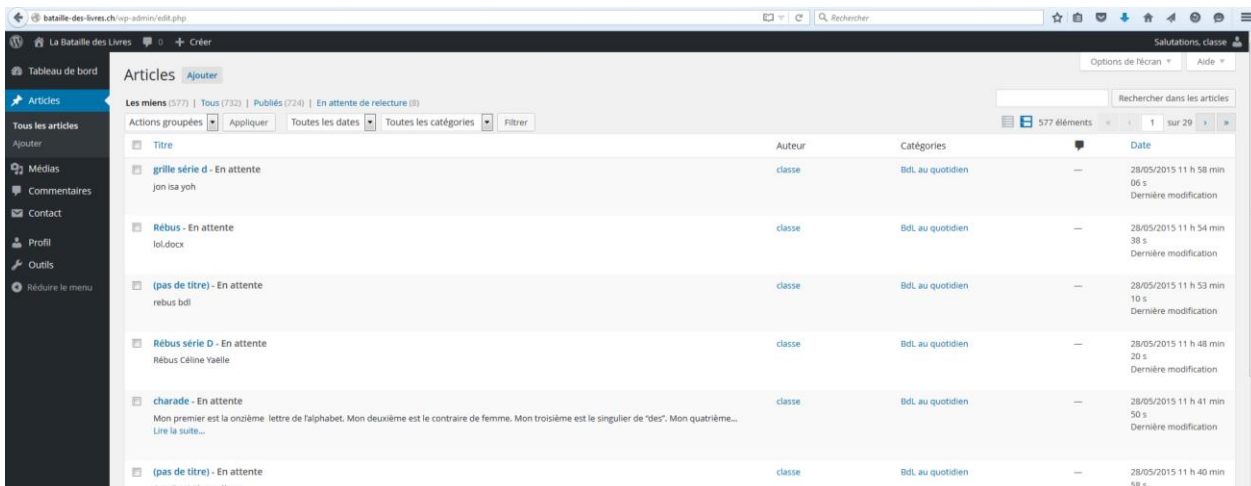 bataille-des-livres.ch/wp-admin/edit.php
Rechercher
La Bataille des Livres 0 + Créer
Salutations, classe
Tableau de bord
Articles
Tous les articles
Ajouter
Médias
Commentaires
Contact
Profil
Outils
Réduire le menu
Options de l'écran
Aide
Articles Ajouter
Les miens (577) | Tous (732) | Publiés (724) | En attente de relecture (8)
Rechercher dans les articles
Actions groupées Appliquer Toutes les dates Toutes les catégories Filtrer
577 éléments « ‹ 1 sur 29 › »
Titre Auteur Catégories Date
grille série d - En attente classe BdL au quotidien — 28/05/2015 11 h 58 min
jon isa yoh 06 s
Dernière modification
Rébus - En attente classe BdL au quotidien — 28/05/2015 11 h 54 min
lol.docx 38 s
Dernière modification
(pas de titre) - En attente classe BdL au quotidien — 28/05/2015 11 h 53 min
rebus bdl 10 s
Dernière modification
Rébus série D - En attente classe BdL au quotidien — 28/05/2015 11 h 48 min
Rébus Céline Yaëlle 20 s
Dernière modification
charade - En attente classe BdL au quotidien — 28/05/2015 11 h 41 min
Mon premier est la onzième lettre de l'alphabet. Mon deuxième est le contraire de femme. Mon troisième est le singulier de "des". Mon quatrième... 50 s
Lire la suite... Dernière modification
(pas de titre) - En attente classe BdL au quotidien — 28/05/2015 11 h 40 min
58 s